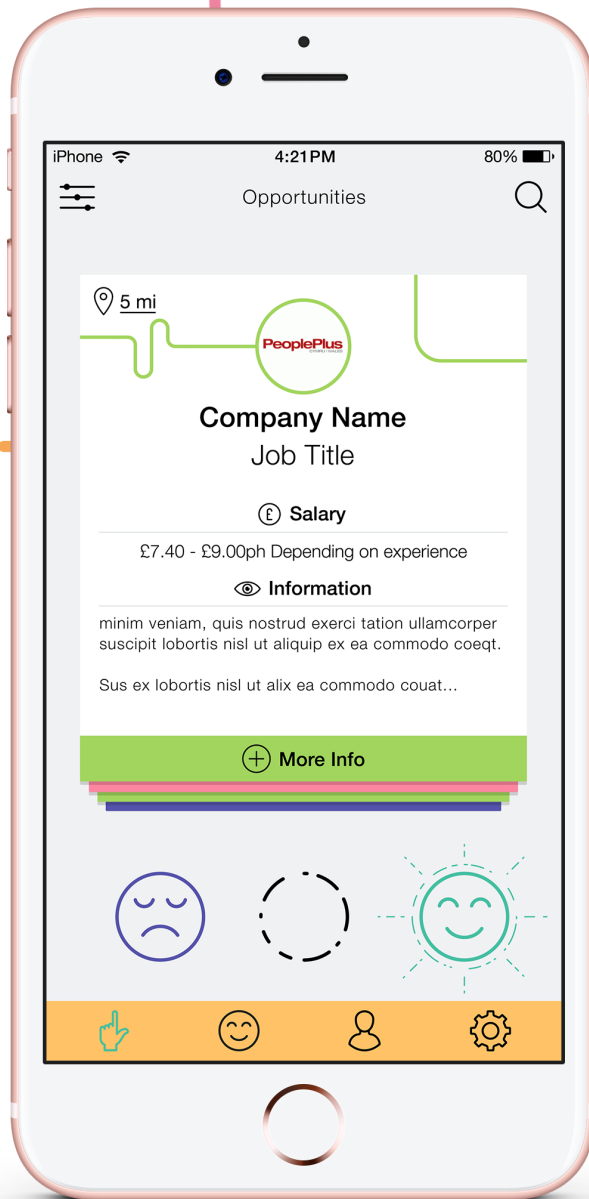 iPhone 4:21PM 80%
Opportunities
5 mi
PeoplePlus
CYMRU | WALES
Company Name
Job Title
£ Salary
£7.40 - £9.00ph Depending on experience
Information
minim veniam, quis nostrud exerci tation ullamcorper
suscipit lobortis nisl ut aliquip ex ea commodo coeqt.
Sus ex lobortis nisl ut alix ea commodo couat...
More Info